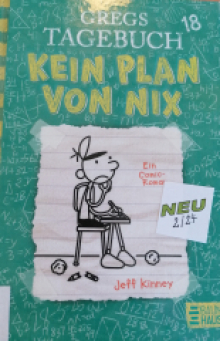 GREGS
TAGEBUCH 18
KEIN PLAN
VON NIX
Ein
Comic-
Roman
NEU
2/24
Jeff Kinney